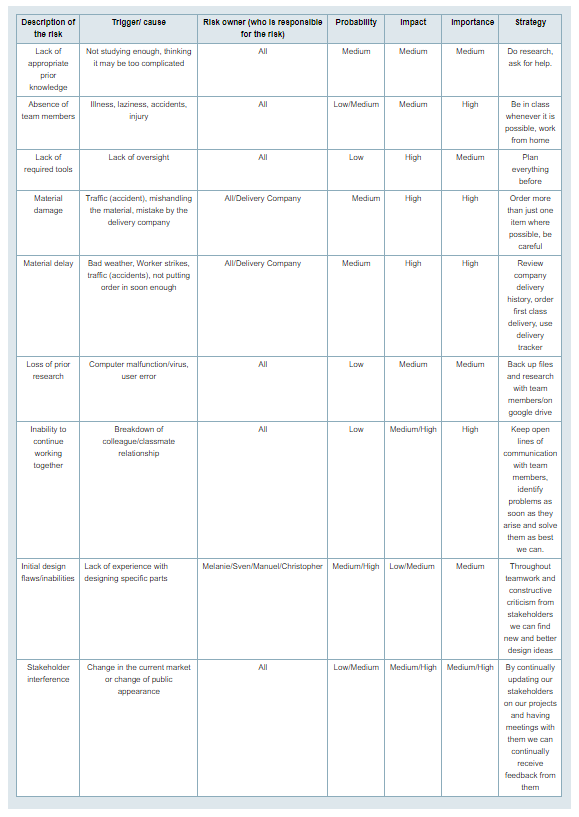 Description of the risk | Trigger/ cause | Risk owner (who is responsible for the risk) | Probability | Impact | Importance | Strategy
Lack of appropriate prior knowledge | Not studying enough, thinking it may be too complicated | All | Medium | Medium | Medium | Do research, ask for help.
Absence of team members | Illness, laziness, accidents, injury | All | Low/Medium | Medium | High | Be in class whenever it is possible, work from home
Lack of required tools | Lack of oversight | All | Low | High | Medium | Plan everything before
Material damage | Traffic (accident), mishandling the material, mistake by the delivery company | All/Delivery Company | Medium | High | High | Order more than just one item where possible, be careful
Material delay | Bad weather, Worker strikes, traffic (accidents), not putting order in soon enough | All/Delivery Company | Medium | High | High | Review company delivery history, order first class delivery, use delivery tracker
Loss of prior research | Computer malfunction/virus, user error | All | Low | Medium | Medium | Back up files and research with team members/on google drive
Inability to continue working together | Breakdown of colleague/classmate relationship | All | Low | Medium/High | High | Keep open lines of communication with team members, identify problems as soon as they arise and solve them as best we can.
Initial design flaws/inabilities | Lack of experience with designing specific parts | Melanie/Sven/Manuel/Christopher | Medium/High | Low/Medium | Medium | Throughout teamwork and constructive criticism from stakeholders we can find new and better design ideas
Stakeholder interference | Change in the current market or change of public appearance | All | Low/Medium | Medium/High | Medium/High | By continually updating our stakeholders on our projects and having meetings with them we can continually receive feedback from them